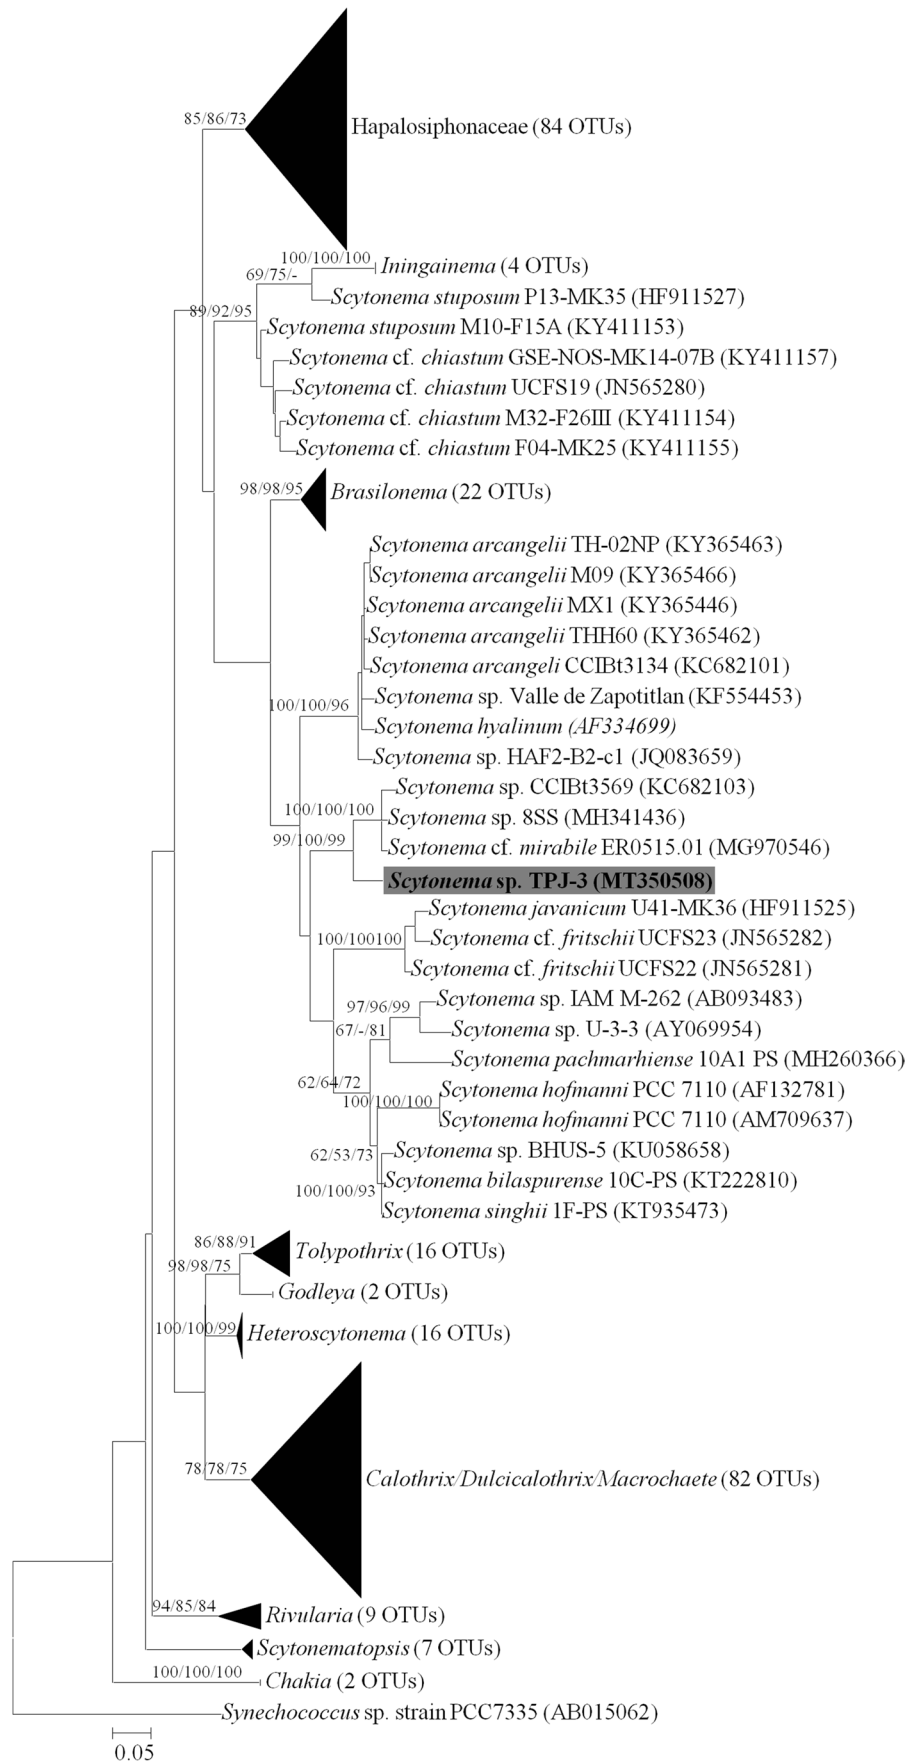 85/86/73
Hapalosiphonaceae (84 OTUs)
100/100/100
Iningainema (4 OTUs)
69/75/-
Scytonema stuposum P13-MK35 (HF911527)
89/92/95
Scytonema stuposum M10-F15A (KY411153)
Scytonema cf. chiastum GSE-NOS-MK14-07B (KY411157)
Scytonema cf. chiastum UCFS19 (JN565280)
Scytonema cf. chiastum M32-F26III (KY411154)
Scytonema cf. chiastum F04-MK25 (KY411155)
98/98/95
Brasilonema (22 OTUs)
Scytonema arcangelii TH-02NP (KY365463)
Scytonema arcangelii M09 (KY365466)
Scytonema arcangelii MX1 (KY365446)
Scytonema arcangelii THH60 (KY365462)
Scytonema arcangeli CCIBt3134 (KC682101)
Scytonema sp. Valle de Zapotitlan (KF554453)
100/100/96
Scytonema hyalinum (AF334699)
Scytonema sp. HAF2-B2-c1 (JQ083659)
Scytonema sp. CCIBt3569 (KC682103)
100/100/100
Scytonema sp. 8SS (MH341436)
99/100/99
Scytonema cf. mirabile ER0515.01 (MG970546)
Scytonema sp. TPJ-3 (MT350508)
Scytonema javanicum U41-MK36 (HF911525)
100/100100
Scytonema cf. fritschii UCFS23 (JN565282)
Scytonema cf. fritschii UCFS22 (JN565281)
97/96/99
Scytonema sp. IAM M-262 (AB093483)
67/-/81
Scytonema sp. U-3-3 (AY069954)
Scytonema pachmarhiense 10A1 PS (MH260366)
62/64/72
Scytonema hofmanni PCC 7110 (AF132781)
100/100/100
Scytonema hofmanni PCC 7110 (AM709637)
62/53/73
Scytonema sp. BHUS-5 (KU058658)
Scytonema bilaspurense 10C-PS (KT222810)
100/100/93
Scytonema singhii 1F-PS (KT935473)
86/88/91
Tolypothrix (16 OTUs)
98/98/75
Godleya (2 OTUs)
100/100/99
Heteroscytonema (16 OTUs)
78/78/75
Calothrix/Dulcicalothrix/Macrochaete (82 OTUs)
94/85/84
Rivularia (9 OTUs)
Scytonematopsis (7 OTUs)
100/100/100
Chakia (2 OTUs)
Synechococcus sp. strain PCC7335 (AB015062)
0.05